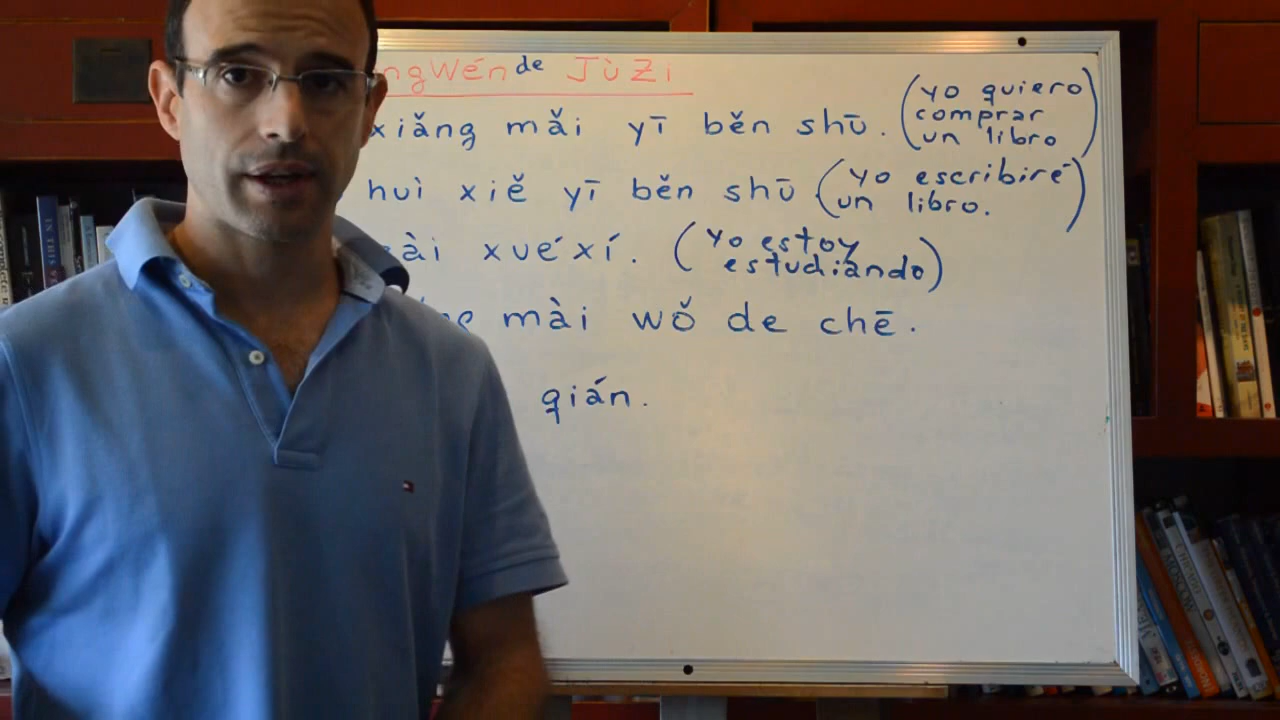 ngWén de JùZi
xiǎng mǎi yī běn shū. (yo quiero
comprar
un libro)
huì xiě yī běn shū (yo escribiré
un libro.)
ài xuéxí. (Yo estoy
estudiando)
mài wǒ de chē.
qián.